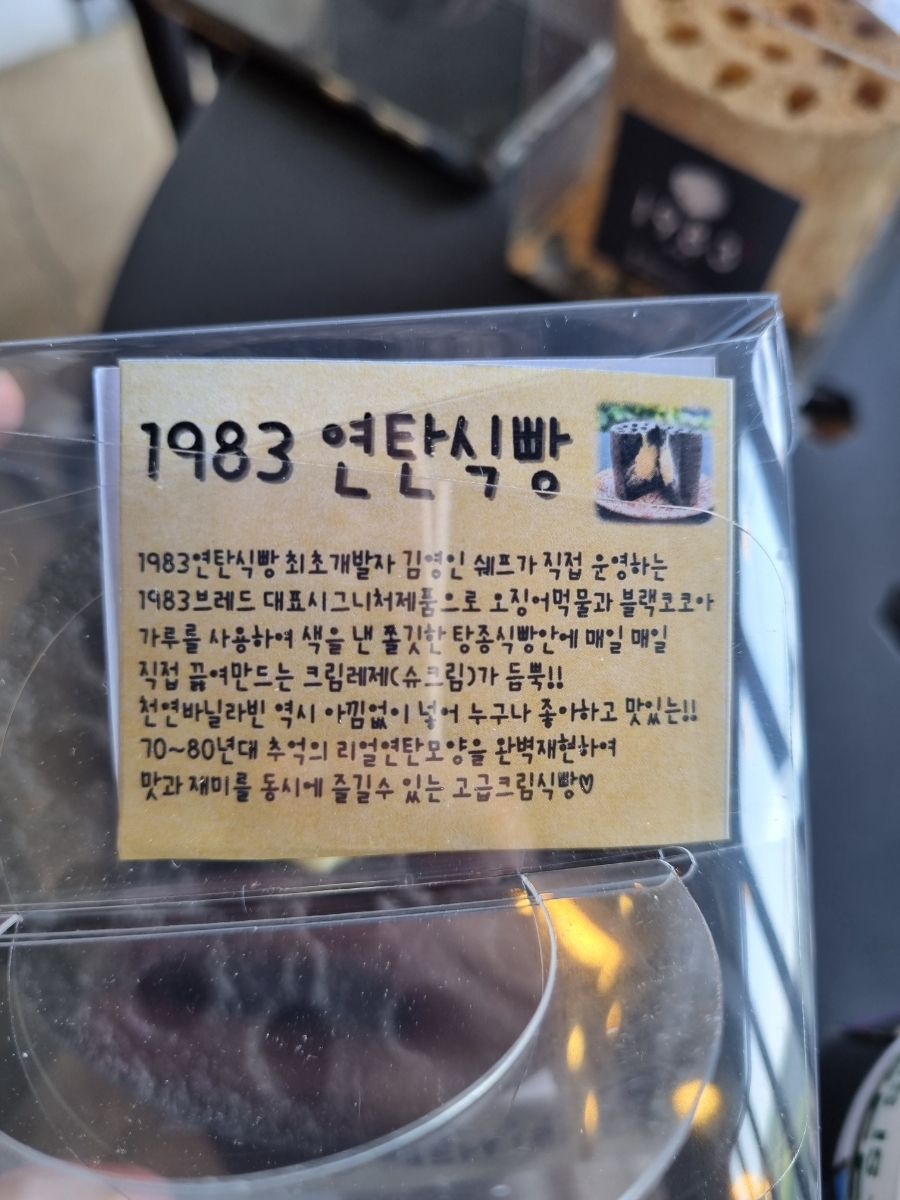 1983
1983 연탄식빵
1983연탄식빵 최초개발자 김영인 쉐프가 직접 운영하는
1983브레드 대표시그니처제품으로 오징어먹물과 블랙코코아
가루를 사용하여 색을 낸 쫄깃한 탕종식빵안에 매일 매일
직접 끓여만드는 크림레제(슈크림)가 듬뿍!!
천연바닐라빈 역시 아낌없이 넣어 누구나 좋아하고 맛있는!!
70~80년대 추억의 리얼연탄모양을 완벽재현하여
맛과 재미를 동시에 즐길수 있는 고급크림식빵♡